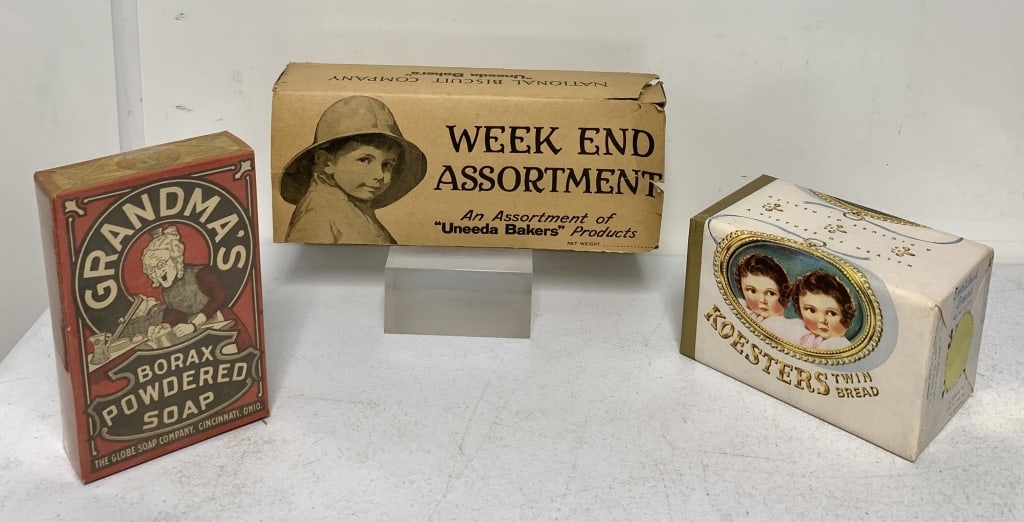 GRANDMA'S
BORAX
POWDERED
SOAP
THE GLOBE SOAP COMPANY, CINCINNATI, OHIO.
NATIONAL BISCUIT COMPANY
"Uneeda Bakers"
WEEK END
ASSORTMENT
An Assortment of
"Uneeda Bakers" Products
NET WEIGHT
KOESTERS TWIN
BREAD